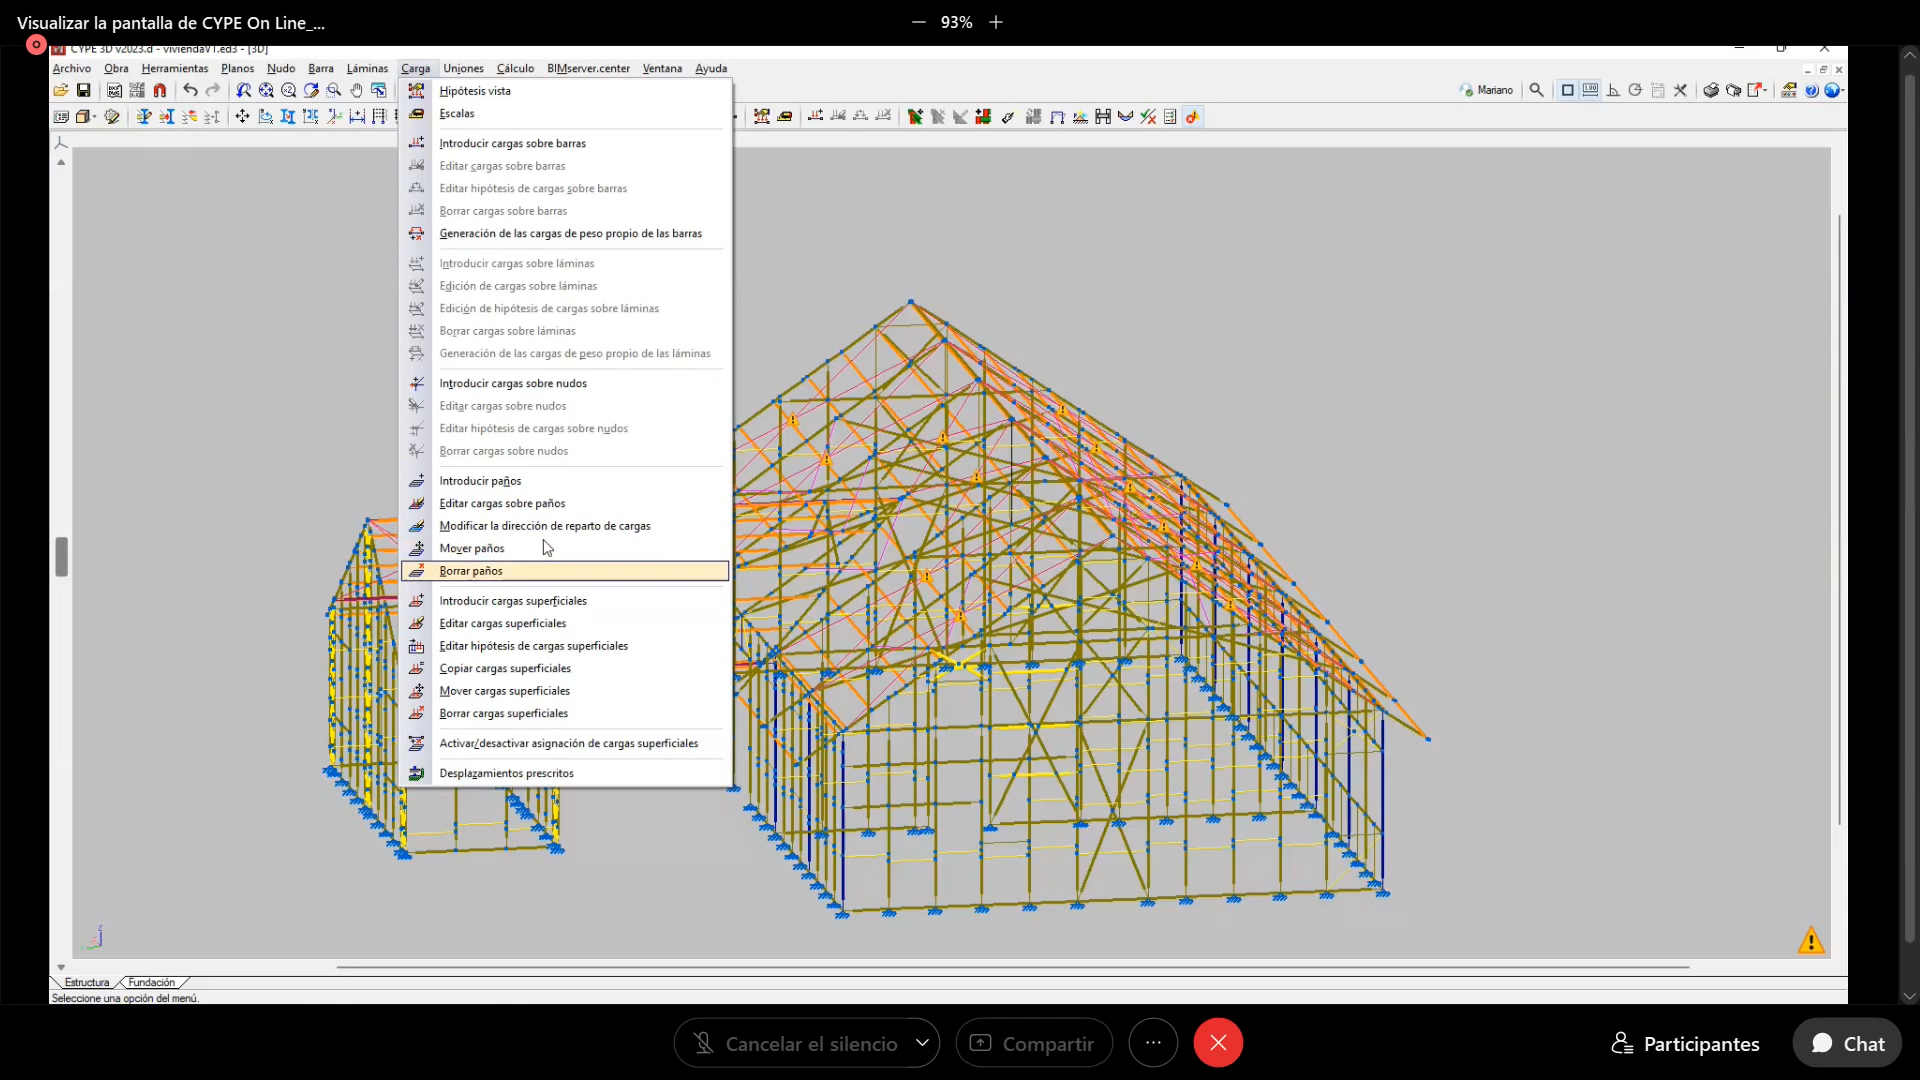 Visualizar la pantalla de CYPE On Line_...
93%
CYPE 3D v2023.d - viviendaV1.ed3 - [3D]
Archivo Obra Herramientas Planos Nudo Barra Láminas Carga Uniones Cálculo BIMserver.center Ventana Ayuda
Mariano
Hipótesis vista
Escalas
Introducir cargas sobre barras
Editar cargas sobre barras
Editar hipótesis de cargas sobre barras
Borrar cargas sobre barras
Generación de las cargas de peso propio de las barras
Introducir cargas sobre láminas
Edición de cargas sobre láminas
Edición de hipótesis de cargas sobre láminas
Borrar cargas sobre láminas
Generación de las cargas de peso propio de las láminas
Introducir cargas sobre nudos
Editar cargas sobre nudos
Editar hipótesis de cargas sobre nudos
Borrar cargas sobre nudos
Introducir paños
Editar cargas sobre paños
Modificar la dirección de reparto de cargas
Mover paños
Borrar paños
Introducir cargas superficiales
Editar cargas superficiales
Editar hipótesis de cargas superficiales
Copiar cargas superficiales
Mover cargas superficiales
Borrar cargas superficiales
Activar/desactivar asignación de cargas superficiales
Desplazamientos prescritos
Estructura Fundación
Seleccione una opción del menú.
Cancelar el silencio
Compartir
Participantes
Chat